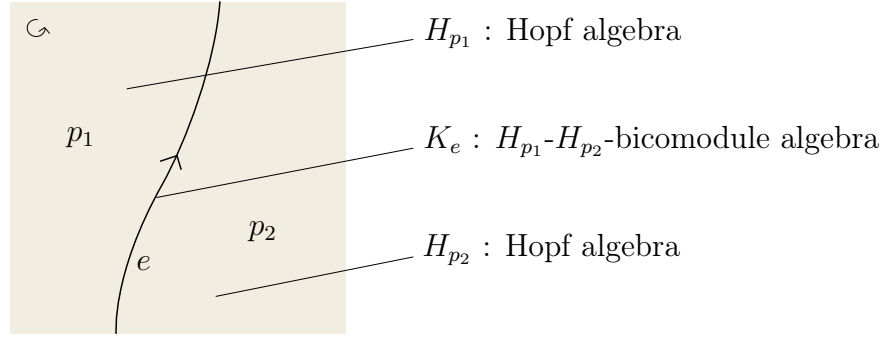 H_{p_1} : Hopf algebra
p_1
K_e : H_{p_1}-H_{p_2}-bicomodule algebra
p_2
H_{p_2} : Hopf algebra
e